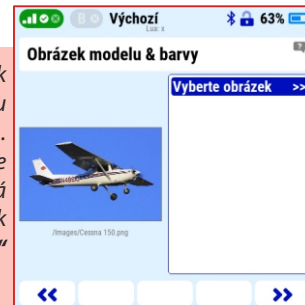 B
Výchozí
Lua: x
63%
Obrázek modelu & barvy
Vyberte obrázek >>
/images/Cessna 150.png
<<
>>
k
u
.
e
á
k
“